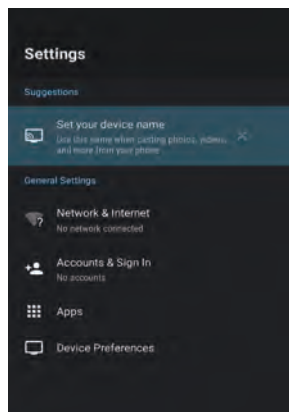 Settings
Suggestions
Set your device name
Use this name when casting photos, videos,
and more from your phone
General Settings
Network & Internet
No network connected
Accounts & Sign In
No accounts
Apps
Device Preferences